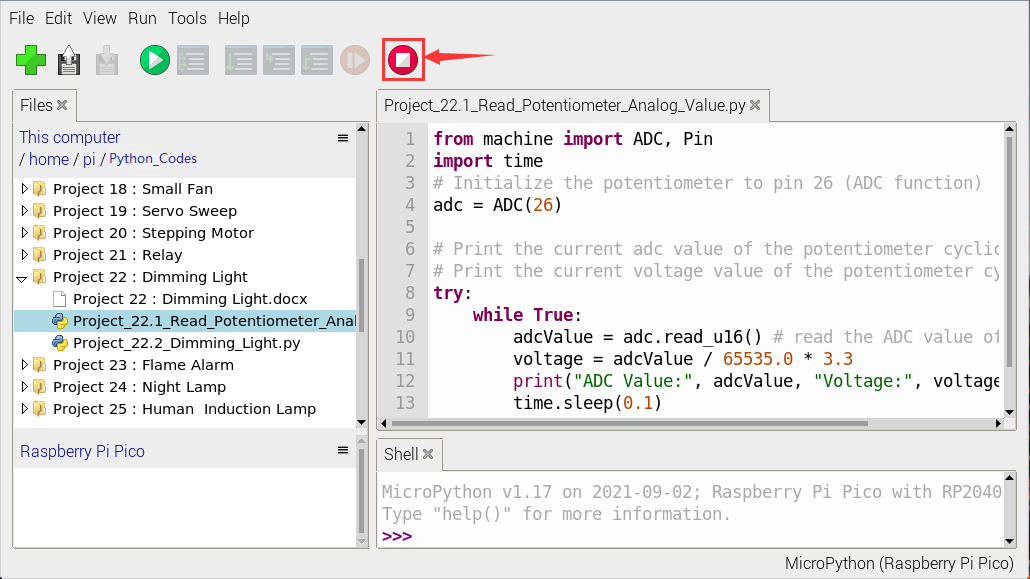 File Edit View Run Tools Help
Files
This computer
/ home / pi / Python_Codes
Project 18 : Small Fan
Project 19 : Servo Sweep
Project 20 : Stepping Motor
Project 21 : Relay
Project 22 : Dimming Light
Project 22 : Dimming Light.docx
Project_22.1_Read_Potentiometer_Anal
Project_22.2_Dimming_Light.py
Project 23 : Flame Alarm
Project 24 : Night Lamp
Project 25 : Human Induction Lamp
Raspberry Pi Pico
Project_22.1_Read_Potentiometer_Analog_Value.py
1 from machine import ADC, Pin
2 import time
3 # Initialize the potentiometer to pin 26 (ADC function)
4 adc = ADC(26)
5
6 # Print the current adc value of the potentiometer cyclic
7 # Print the current voltage value of the potentiometer cy
8 try:
9     while True:
10         adcValue = adc.read_u16() # read the ADC value of
11         voltage = adcValue / 65535.0 * 3.3
12         print("ADC Value:", adcValue, "Voltage:", voltage
13         time.sleep(0.1)
Shell
MicroPython v1.17 on 2021-09-02; Raspberry Pi Pico with RP2040
Type "help()" for more information.
>>>
MicroPython (Raspberry Pi Pico)